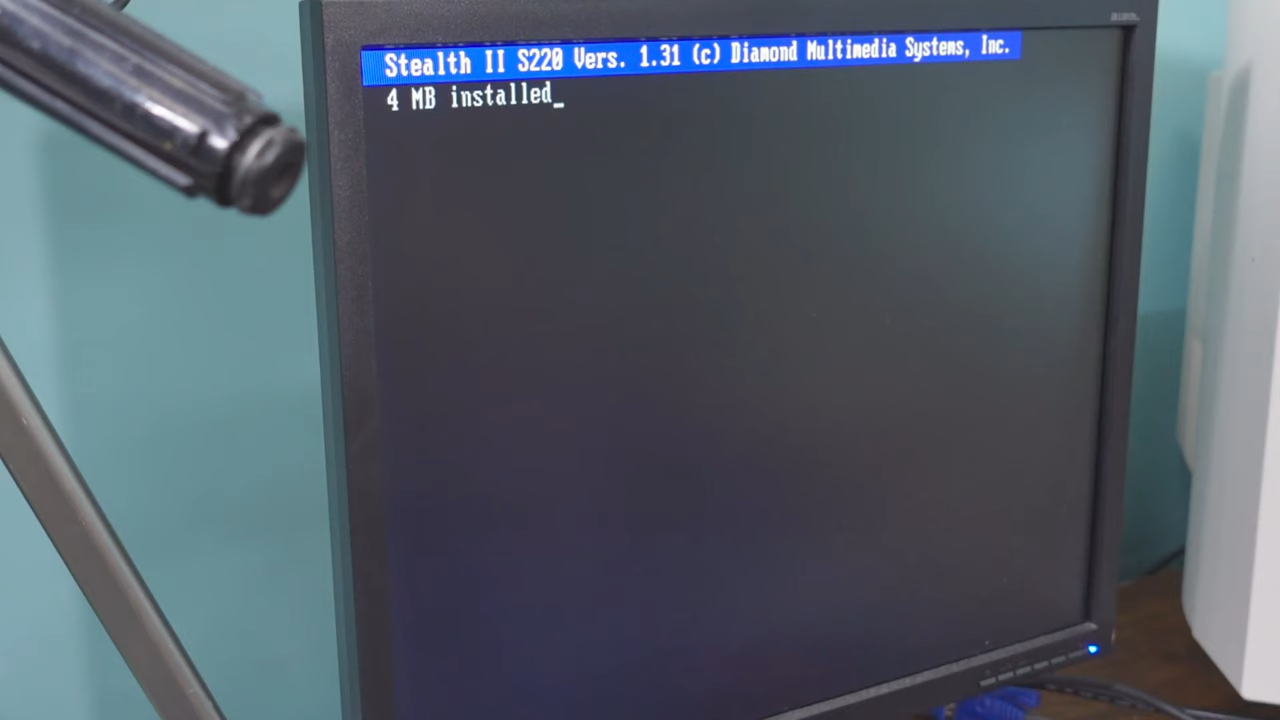 Stealth II S220 Vers. 1.31 (c) Diamond Multimedia Systems, Inc.
4 MB installed_